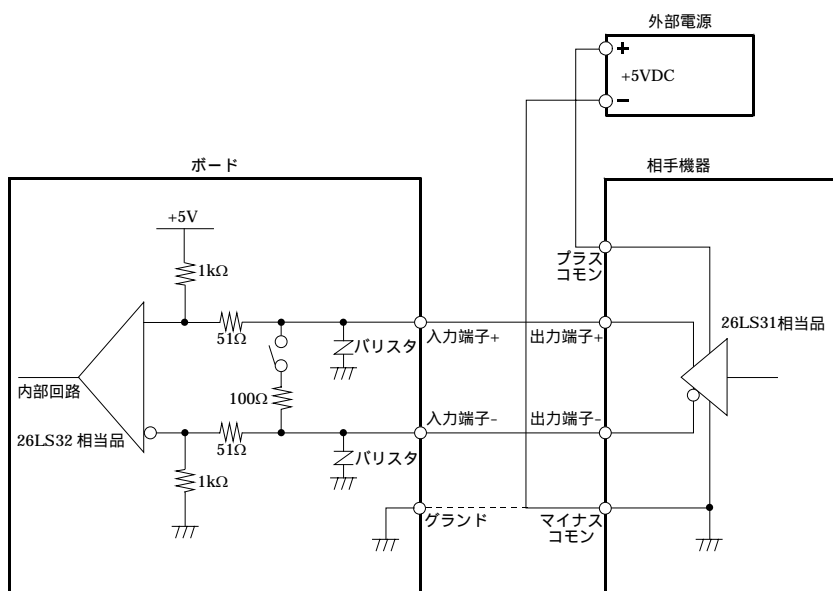 外部電源
+
+5VDC
−
ボード
相手機器
+5V
1kΩ
プラス
コモン
51Ω
バリスタ
入力端子+
出力端子+
26LS31相当品
内部回路
100Ω
26LS32 相当品
51Ω
バリスタ
入力端子-
出力端子-
1kΩ
グランド
マイナス
コモン